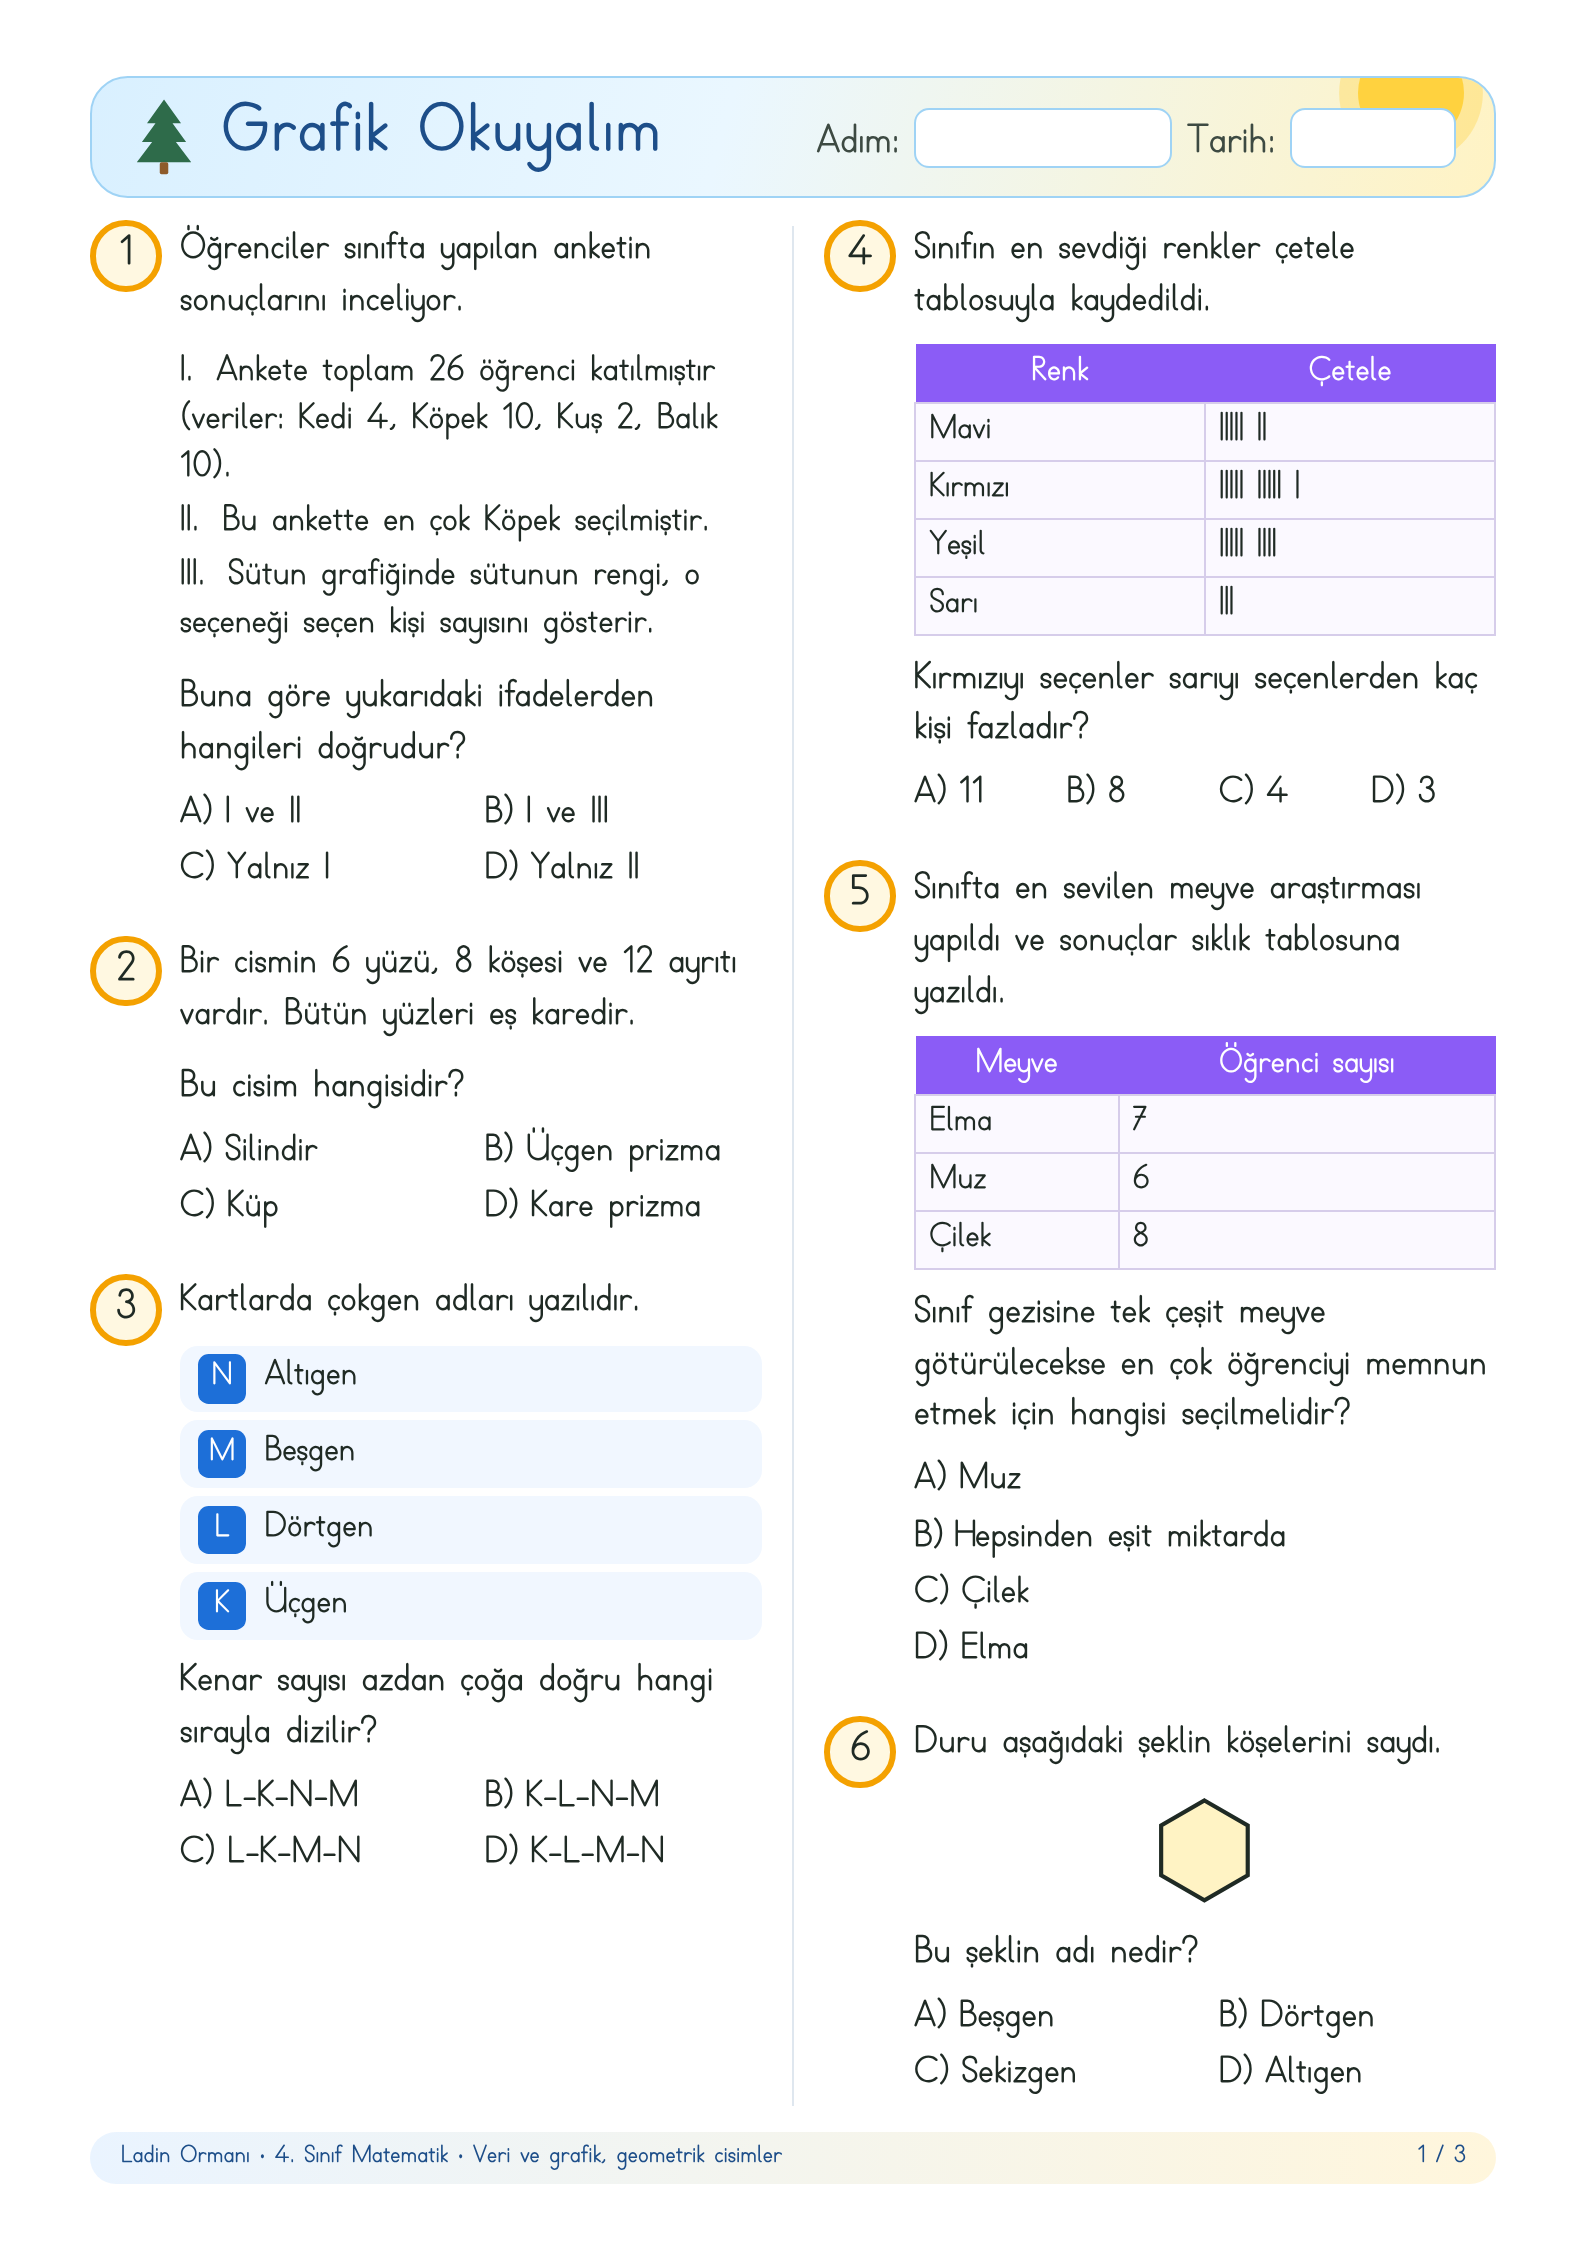 Grafik Okuyalım
Adım:
Tarih:
1
Öğrenciler sınıfta yapılan anketin
sonuçlarını inceliyor.
I. Ankete toplam 26 öğrenci katılmıştır
(veriler: Kedi 4, Köpek 10, Kuş 2, Balık
10).
II. Bu ankette en çok Köpek seçilmiştir.
III. Sütun grafiğinde sütunun rengi, o
seçeneği seçen kişi sayısını gösterir.
Buna göre yukarıdaki ifadelerden
hangileri doğrudur?
A) I ve II
B) I ve III
C) Yalnız I
D) Yalnız II
2
Bir cismin 6 yüzü, 8 köşesi ve 12 ayrıtı
vardır. Bütün yüzleri eş karedir.
Bu cisim hangisidir?
A) Silindir
B) Üçgen prizma
C) Küp
D) Kare prizma
3
Kartlarda çokgen adları yazılıdır.
N Altıgen
M Beşgen
L Dörtgen
K Üçgen
Kenar sayısı azdan çoğa doğru hangi
sırayla dizilir?
A) L-K-N-M
B) K-L-N-M
C) L-K-M-N
D) K-L-M-N
4
Sınıfın en sevdiği renkler çetele
tablosuyla kaydedildi.
Renk Çetele
Mavi ||||| ||
Kırmızı ||||| ||||| |
Yeşil ||||| ||||
Sarı |||
Kırmızıyı seçenler sarıyı seçenlerden kaç
kişi fazladır?
A) 11
B) 8
C) 4
D) 3
5
Sınıfta en sevilen meyve araştırması
yapıldı ve sonuçlar sıklık tablosuna
yazıldı.
Meyve Öğrenci sayısı
Elma 7
Muz 6
Çilek 8
Sınıf gezisine tek çeşit meyve
götürülecekse en çok öğrenciyi memnun
etmek için hangisi seçilmelidir?
A) Muz
B) Hepsinden eşit miktarda
C) Çilek
D) Elma
6
Duru aşağıdaki şeklin köşelerini saydı.
Bu şeklin adı nedir?
A) Beşgen
B) Dörtgen
C) Sekizgen
D) Altıgen
Ladin Ormanı • 4. Sınıf Matematik • Veri ve grafik, geometrik cisimler
1 / 3